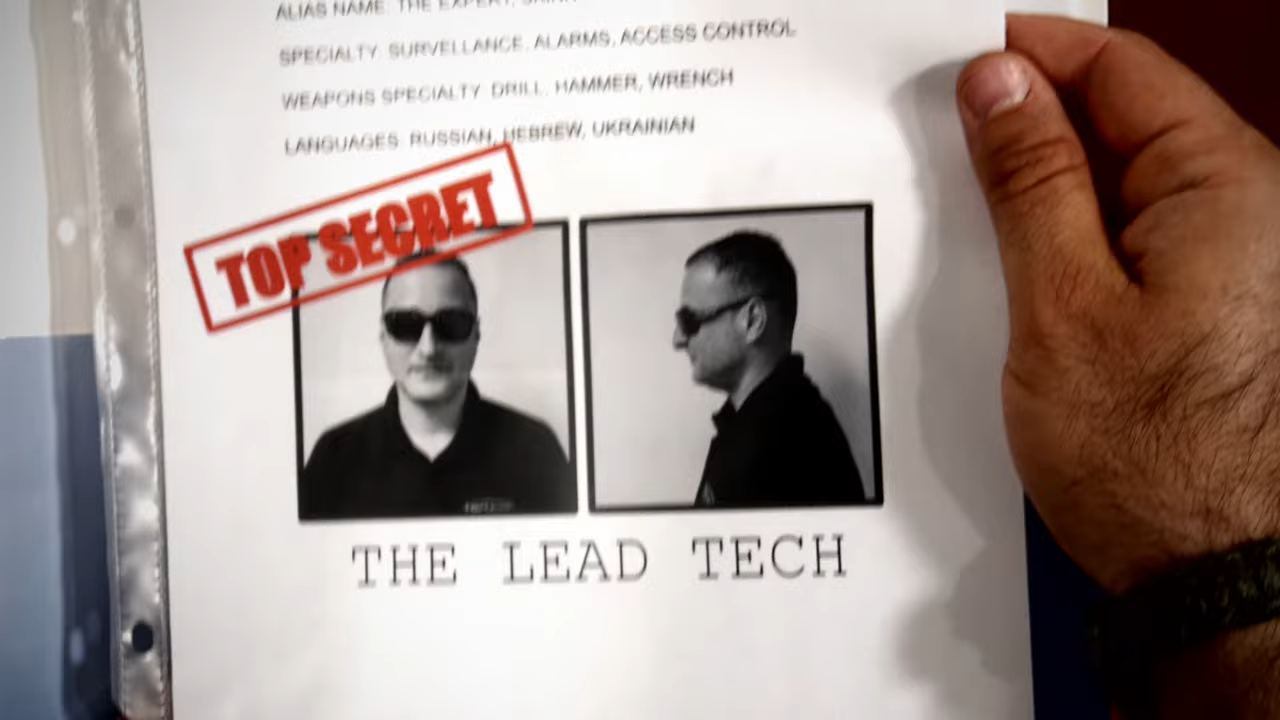 ALIAS NAME: THE EXPERT,
SPECIALTY: SURVELLANCE, ALARMS, ACCESS CONTROL
WEAPONS SPECIALTY: DRILL, HAMMER, WRENCH
LANGUAGES: RUSSIAN, HEBREW, UKRAINIAN
TOP SECRET
THE LEAD TECH